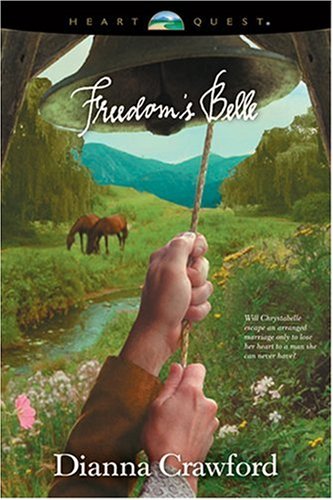 HEART QUEST®
Freedom's Belle
Will Chrystabelle
escape an arranged
marriage only to lose
her heart to a man she
can never have?
Dianna Crawford